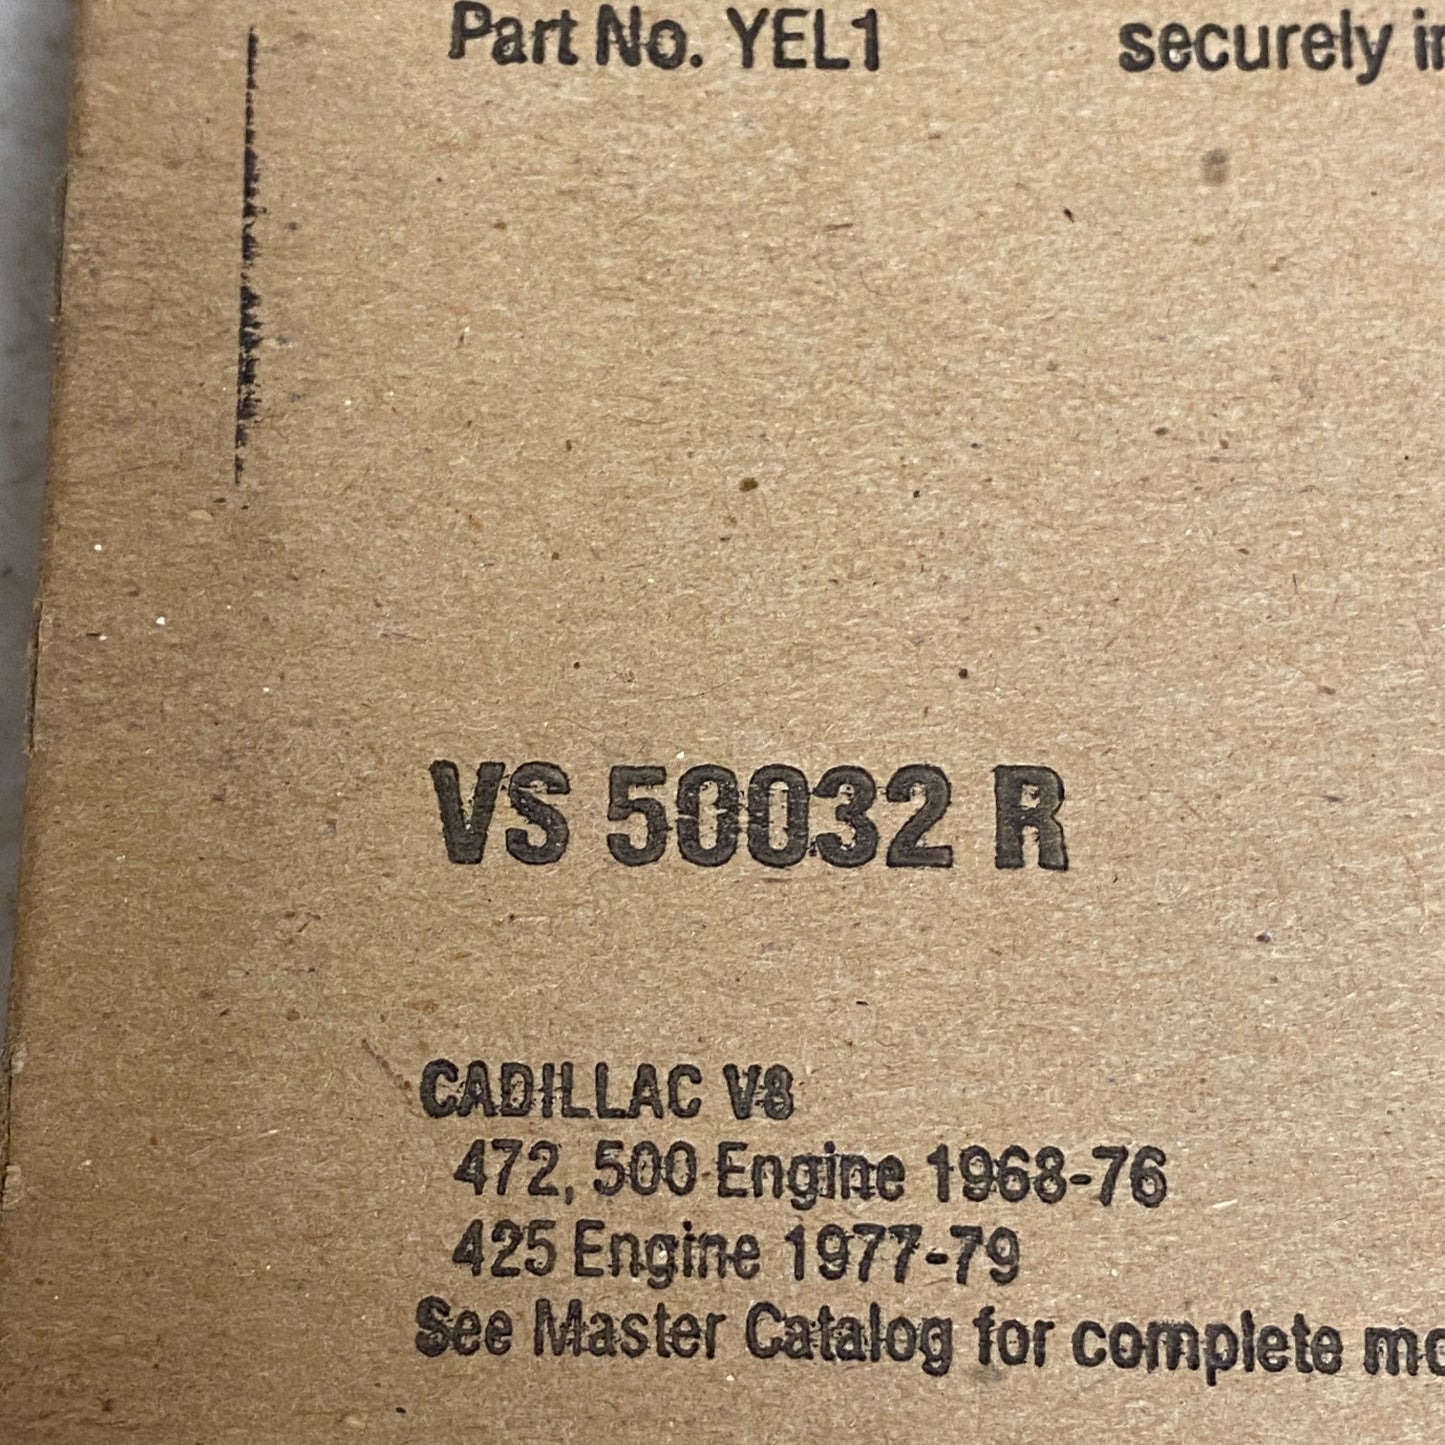 Part No. YEL1 securely
VS 50032 R
CADILLAC V8
472, 500 Engine 1968-76
425 Engine 1977-79
See Master Catalog for complete